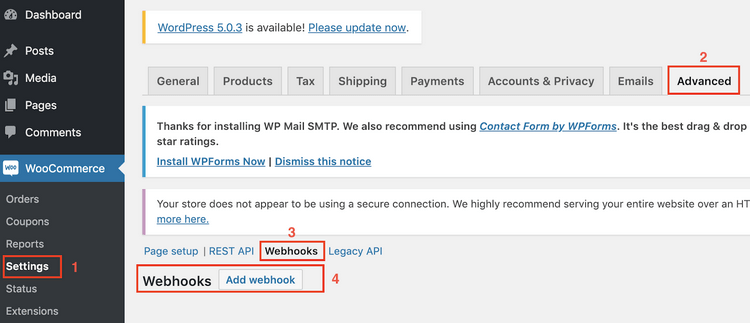 Dashboard
Posts
Media
Pages
Comments
WooCommerce
Orders
Coupons
Reports
Settings 1
Status
Extensions
WordPress 5.0.3 is available! Please update now.
2
General Products Tax Shipping Payments Accounts & Privacy Emails Advanced
Thanks for installing WP Mail SMTP. We also recommend using Contact Form by WPForms. It's the best drag & drop
star ratings.
Install WPForms Now | Dismiss this notice
Your store does not appear to be using a secure connection. We highly recommend serving your entire website over an HT
more here.
3
Page setup | REST API Webhooks Legacy API
Webhooks Add webhook 4